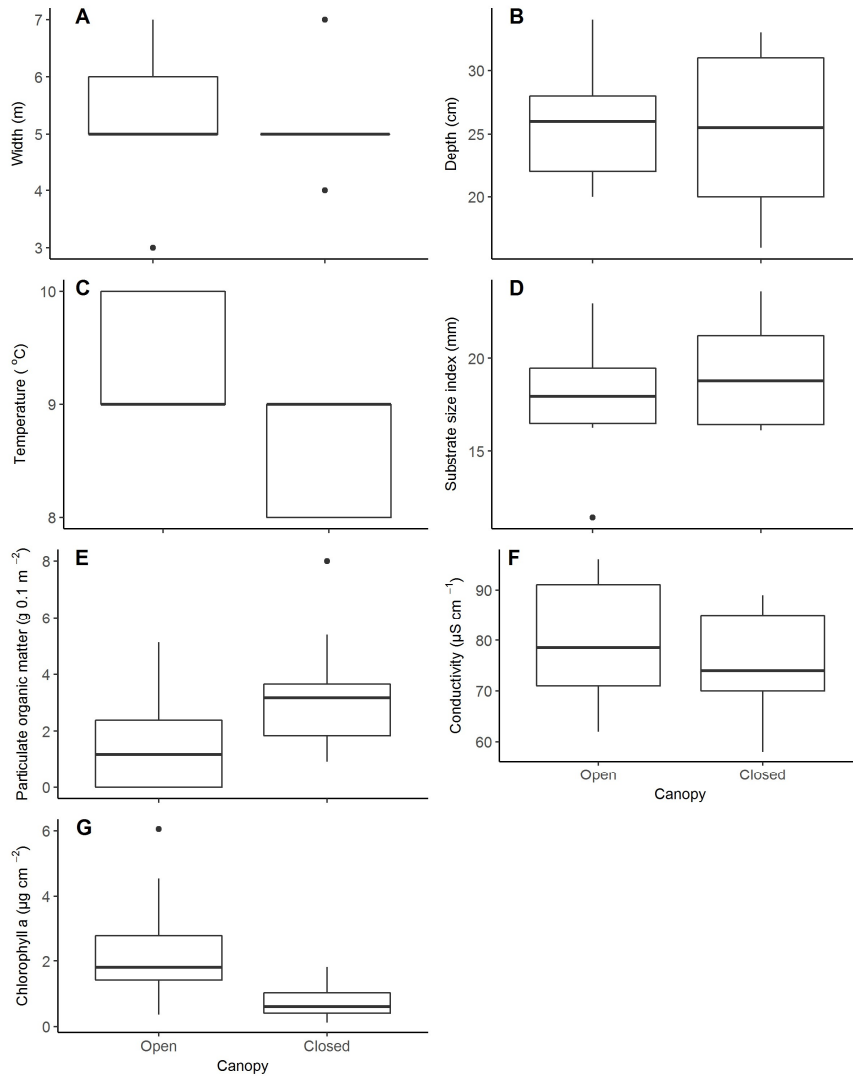 A
Width (m)
7
6
5
4
3
B
Depth (cm)
30
25
20
C
Temperature ( °C)
10
9
8
D
Substrate size index (mm)
20
15
E
Particulate organic matter (g 0.1 m ⁻²)
8
6
4
2
0
F
Conductivity (µS cm ⁻¹)
90
80
70
60
Open
Closed
Canopy
G
Chlorophyll a (µg cm ⁻²)
6
4
2
0
Open
Closed
Canopy